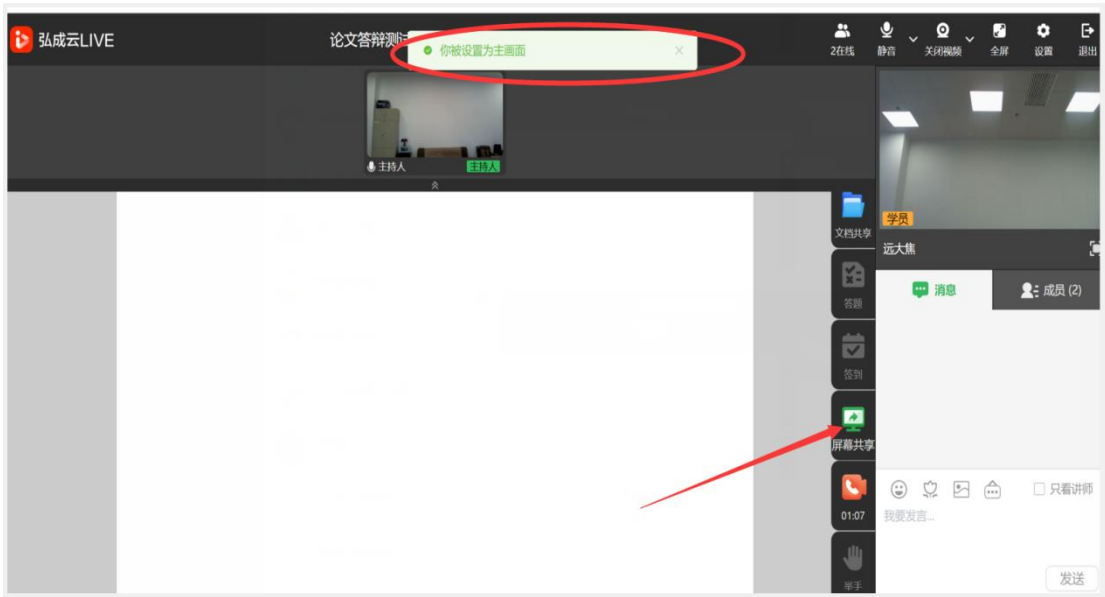 弘成云LIVE
论文答辩测试
你被设置为主画面
2在线
静音
关闭视频
全屏
设置
退出
主持人
主持人
学员
远大焦
文档共享
答题
签到
屏幕共享
01:07
举手
消息
成员 (2)
只看讲师
我要发言...
发送